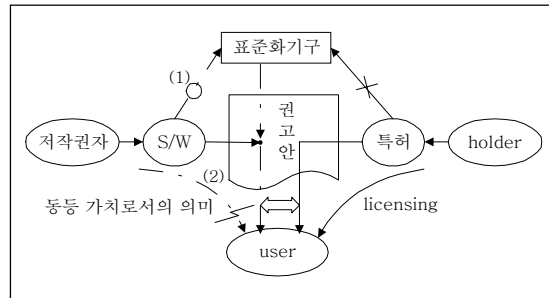 표준화기구
(1)
권
고
안
저작권자
S/W
특허
holder
(2)
동등 가치로서의 의미
licensing
user